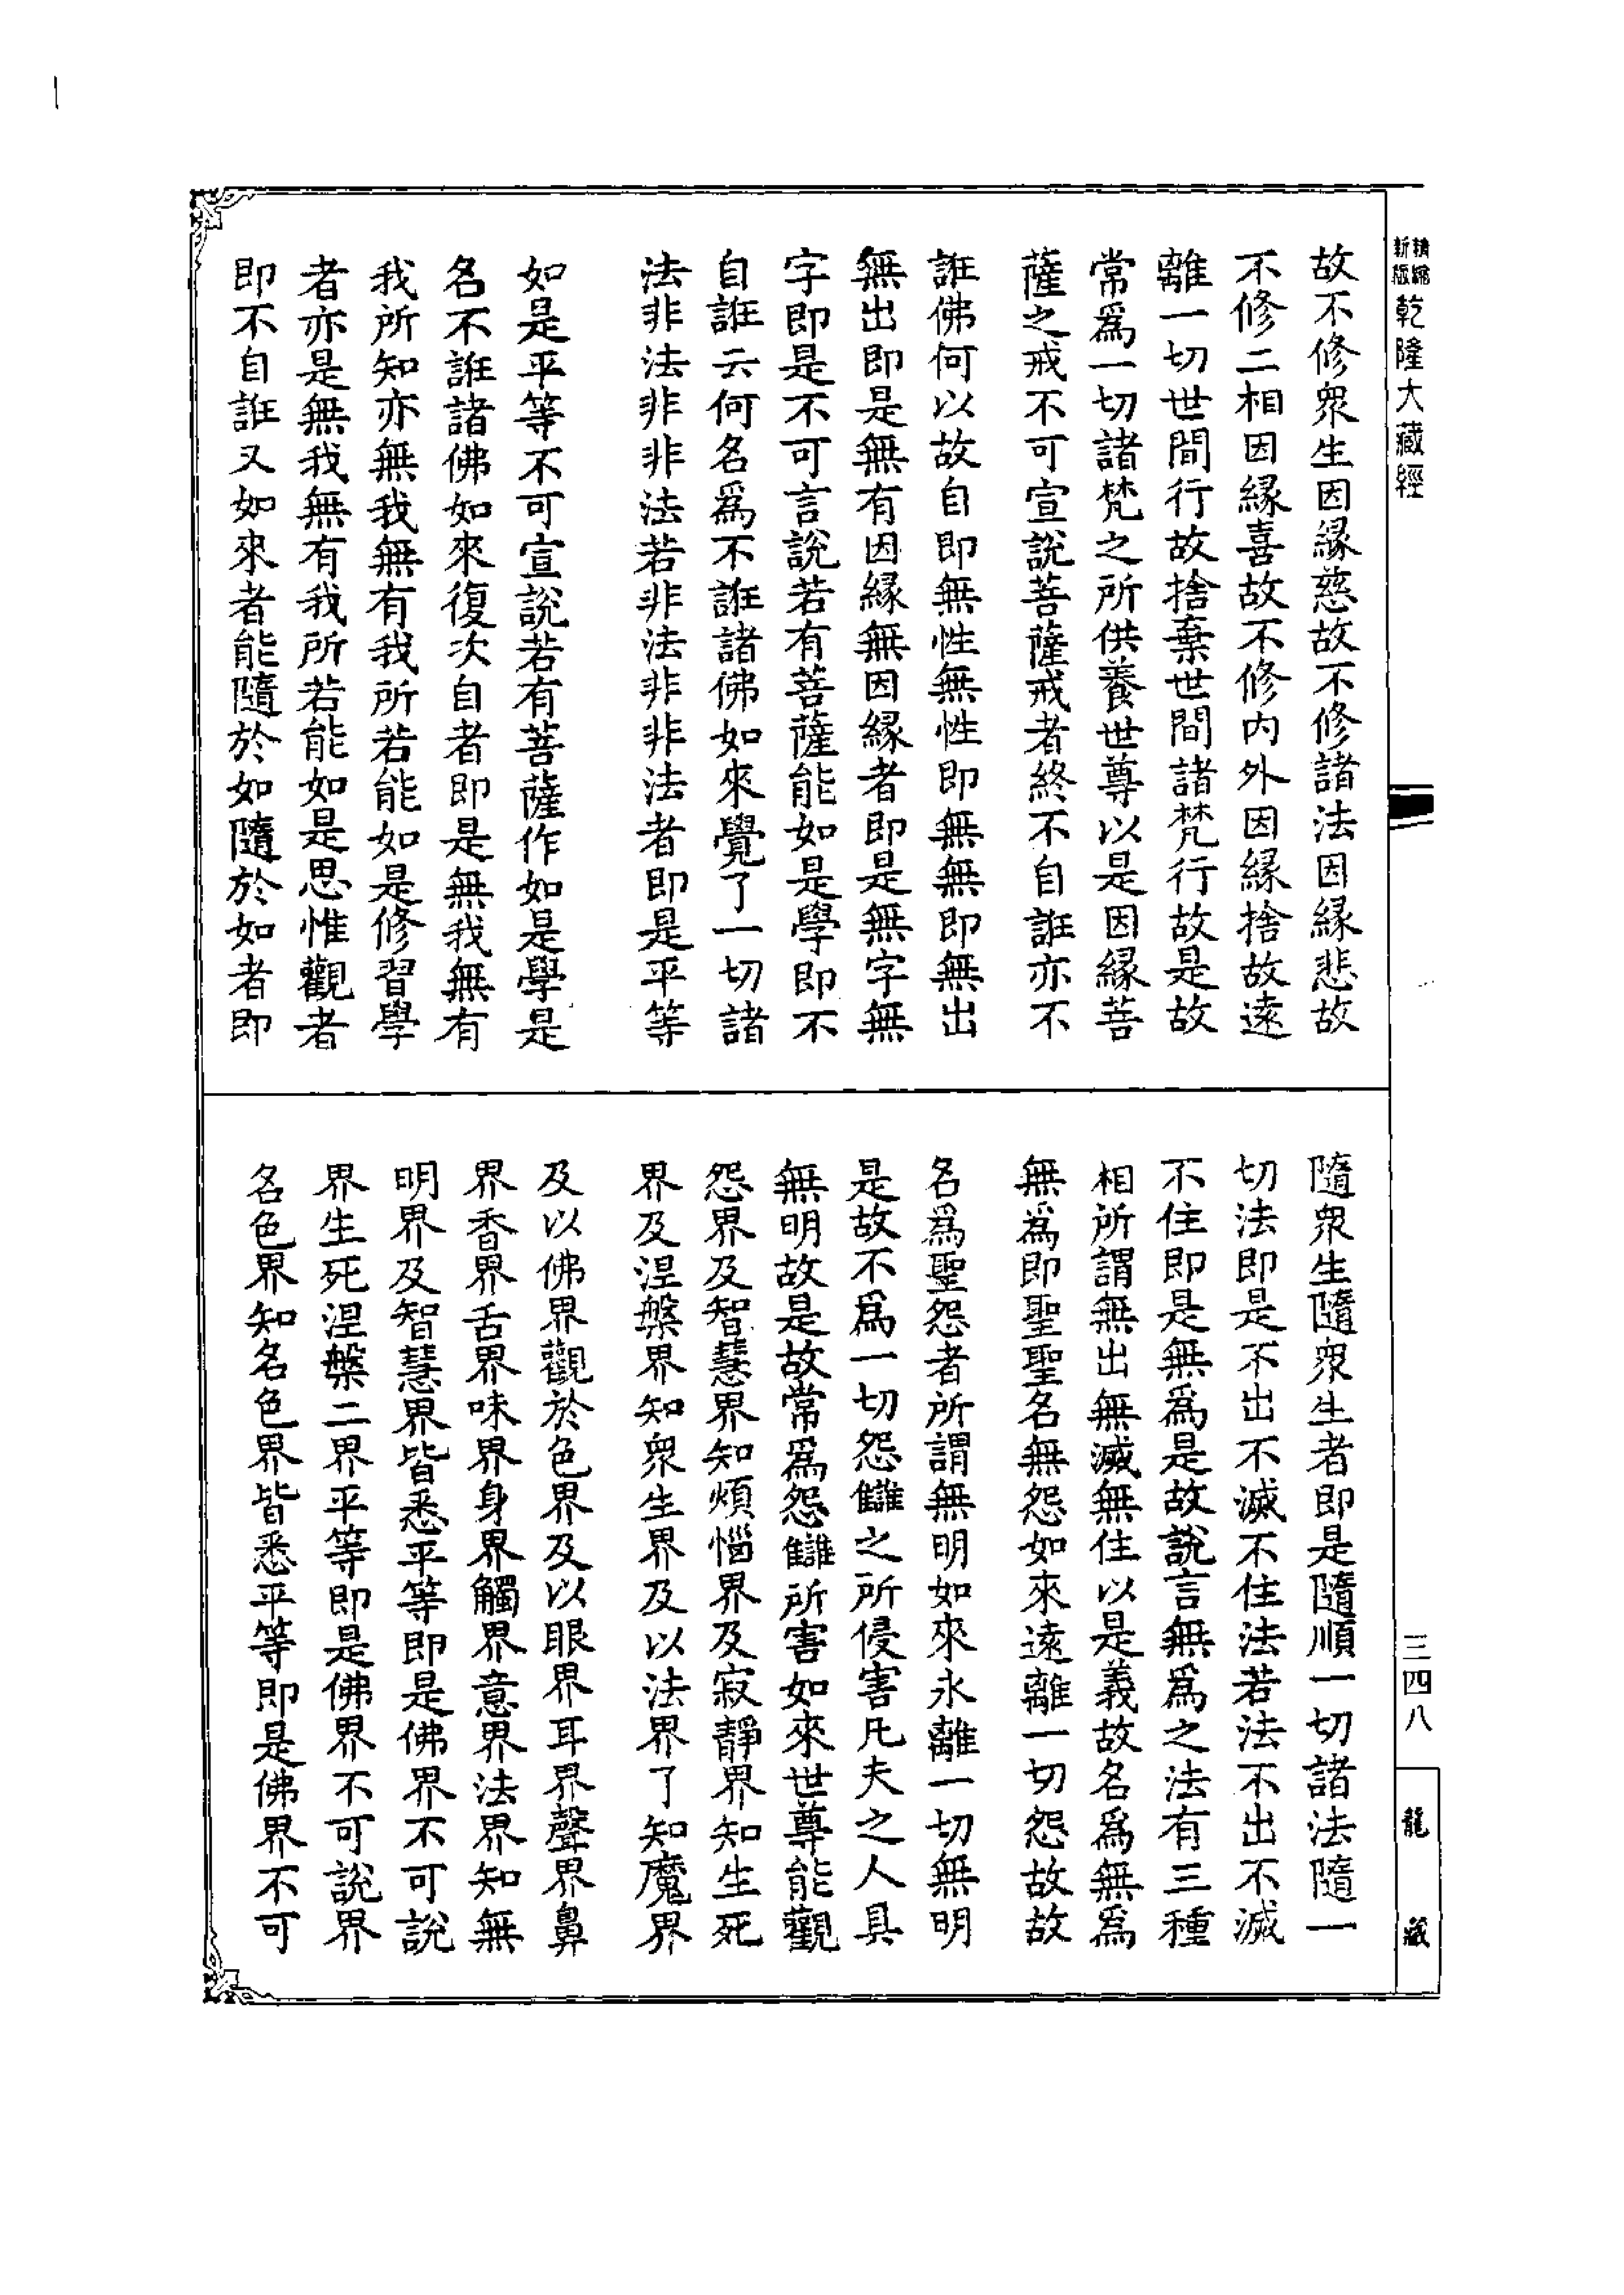 精縮
新版
乾隆大藏經
故不修衆生因緣慈故不修諸法因緣悲故
不修二相因緣喜故不修内外因緣捨故遠
離一切世間行故捨棄世間諸梵行故是故
常爲一切諸梵之所供養世尊以是因緣菩
薩之戒不可宣說菩薩戒者終不自誑亦不
誑佛何以故自即無性無性即無無即無出
無出即是無有因緣無因緣者即是無字無
字即是不可言說若有菩薩能如是學即不
自誑云何名爲不誑諸佛如來覺了一切諸
法非法非非法若非法非非法者即是平等
如是平等不可宣說若有菩薩作如是學是
名不誑諸佛如來復次自者即是無我無有
我所知亦無我無有我所若能如是修習學
者亦是無我無有我所若能如是思惟觀者
即不自誑又如來者能隨於如隨於如者即
隨衆生隨衆生者即是隨順一切諸法隨一
切法即是不出不滅不住法若法不出不滅
不住即是無爲是故說言無爲之法有三種
相所謂無出無滅無住以是義故名爲無爲
無爲即聖聖名無怨如來遠離一切怨故故
名爲聖怨者所謂無明如來永離一切無明
是故不爲一切怨讎之所侵害凡夫之人具
無明故是故常爲怨讎所害如來世尊能觀
怨界及智慧界知煩惱界及寂靜界知生死
界及涅槃界知衆生界及以法界了知魔界
及以佛界觀於色界及以眼界耳界聲界鼻
界香界舌界味界身界觸界意界法界知無
明界及智慧界皆悉平等即是佛界不可說
界生死涅槃二界平等即是佛界不可說界
名色界知名色界皆悉平等即是佛界不可
三四八
龍藏